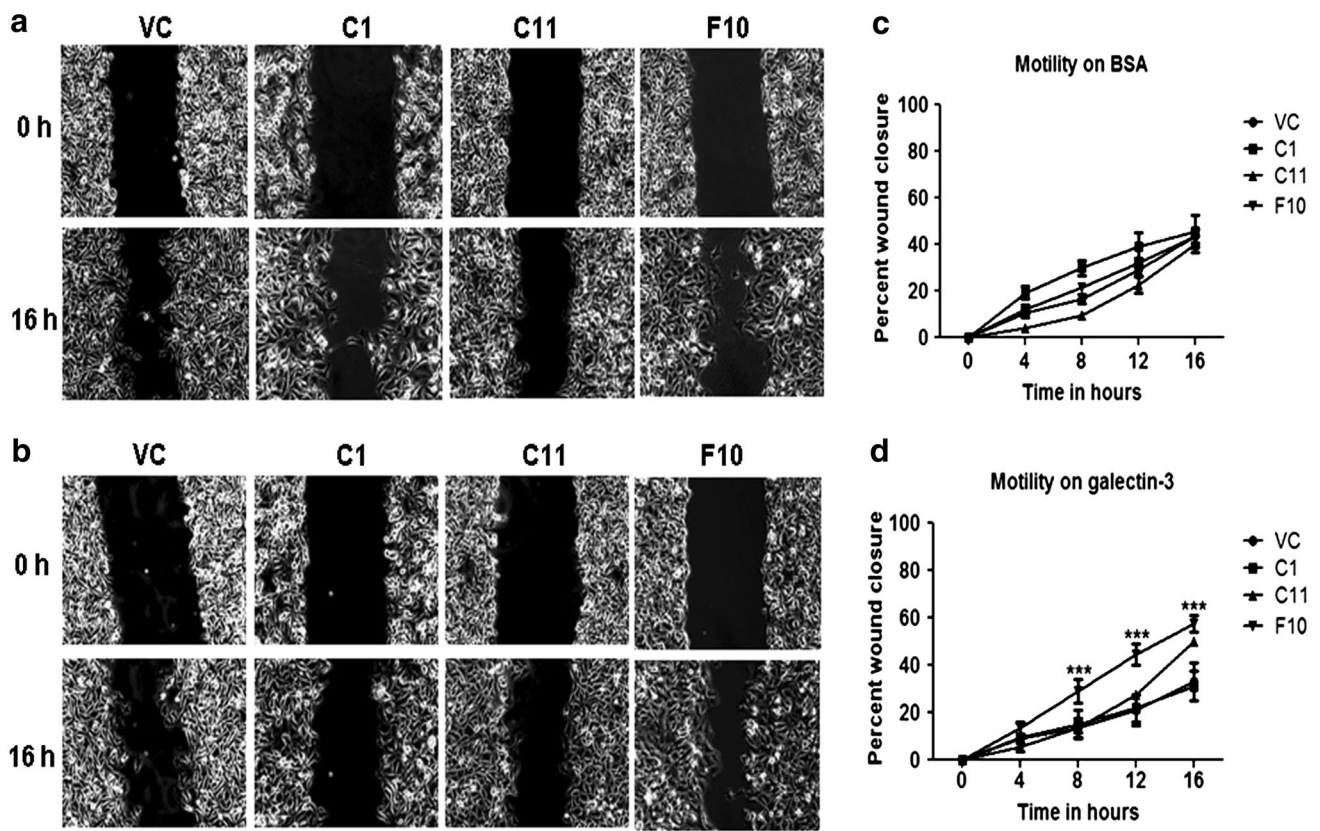 a
VC C1 C11 F10
0 h
16 h
b
VC C1 C11 F10
0 h
16 h
c
Motility on BSA
Percent wound closure
100
80
60
40
20
0
0 4 8 12 16
Time in hours
VC
C1
C11
F10
d
Motility on galectin-3
Percent wound closure
100
80
60
40
20
0
***
***
***
0 4 8 12 16
Time in hours
VC
C1
C11
F10